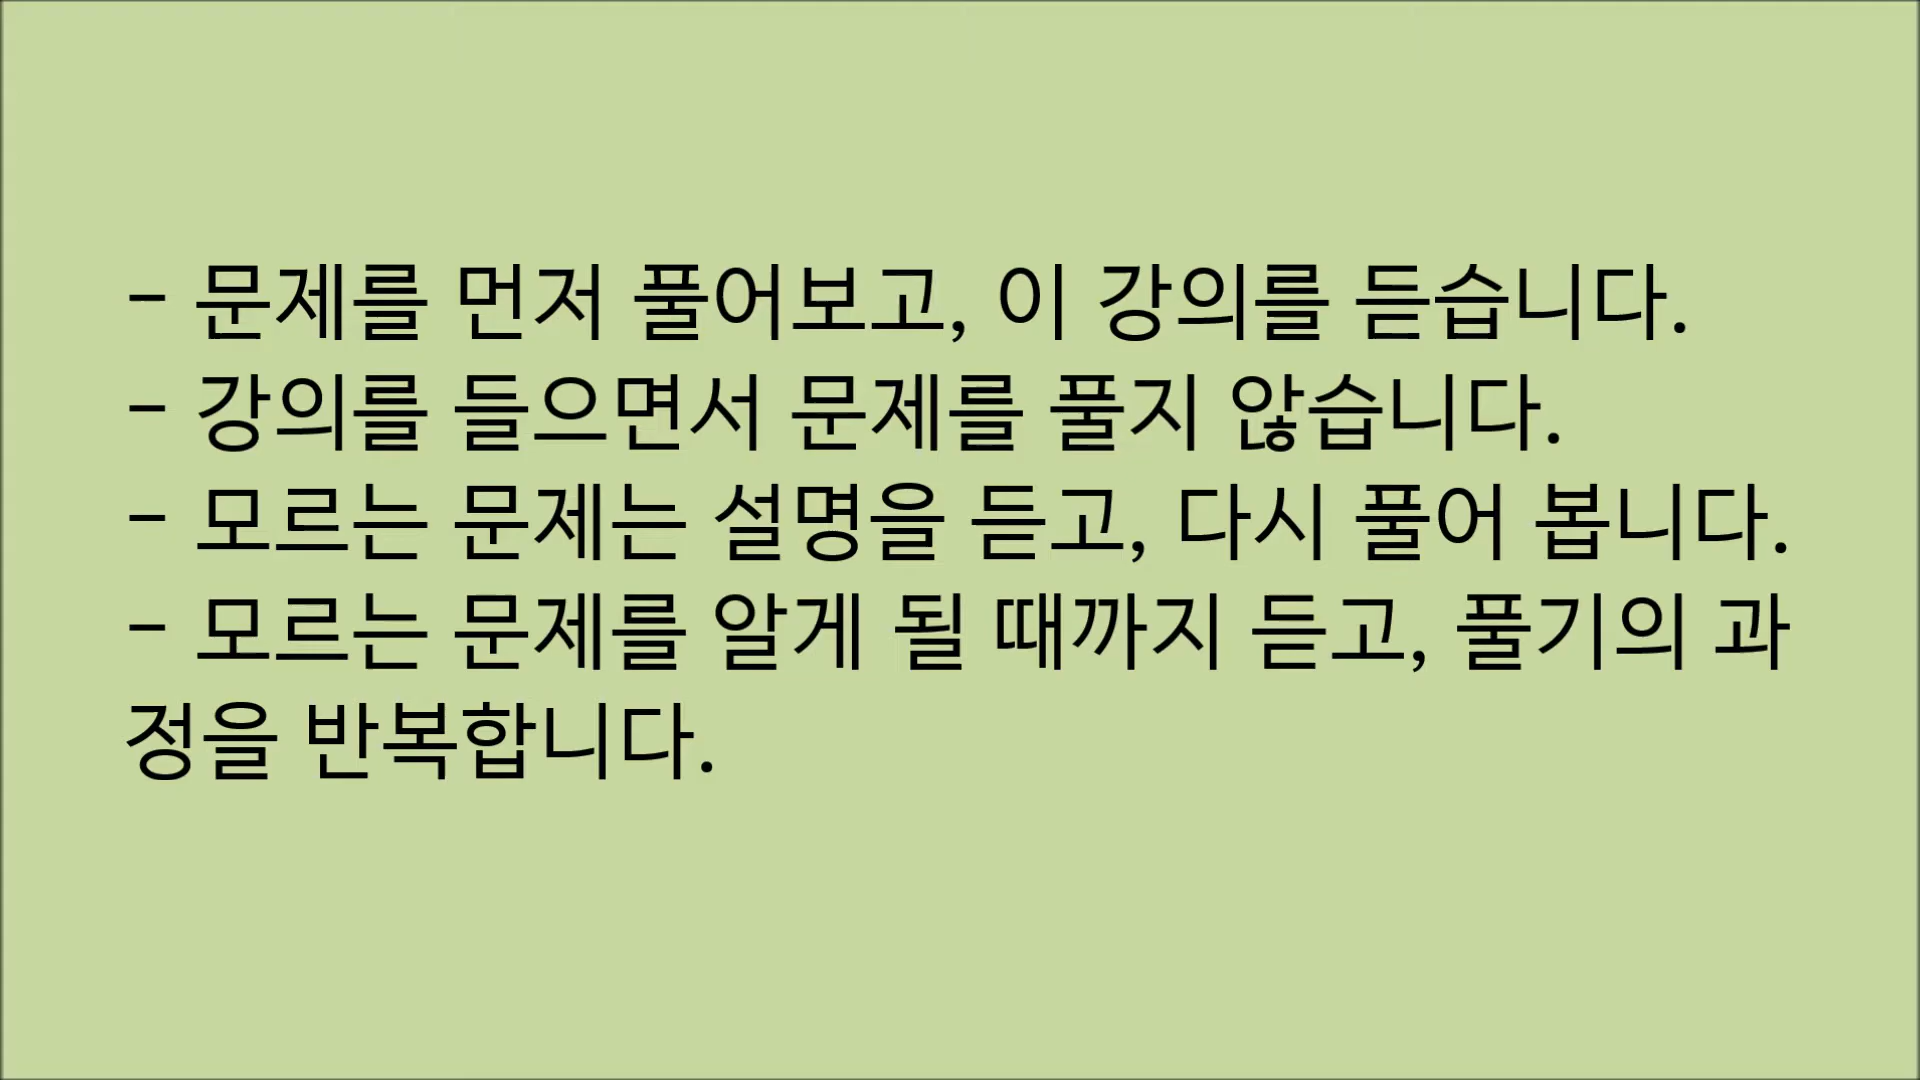 - 문제를 먼저 풀어보고, 이 강의를 듣습니다.
- 강의를 들으면서 문제를 풀지 않습니다.
- 모르는 문제는 설명을 듣고, 다시 풀어 봅니다.
- 모르는 문제를 알게 될 때까지 듣고, 풀기의 과
정을 반복합니다.